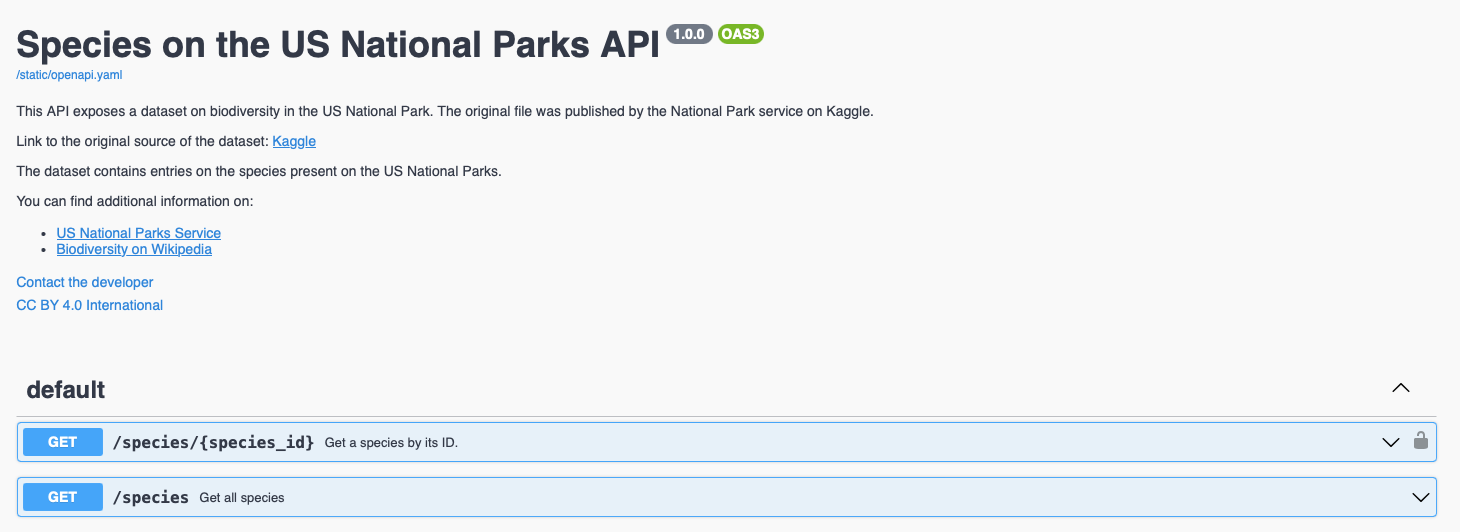 Species on the US National Parks API 1.0.0 OAS3
/static/openapi.yaml
This API exposes a dataset on biodiversity in the US National Park. The original file was published by the National Park service on Kaggle.
Link to the original source of the dataset: Kaggle
The dataset contains entries on the species present on the US National Parks.
You can find additional information on:
• US National Parks Service
• Biodiversity on Wikipedia
Contact the developer
CC BY 4.0 International
default
GET /species/{species_id} Get a species by its ID.
GET /species Get all species